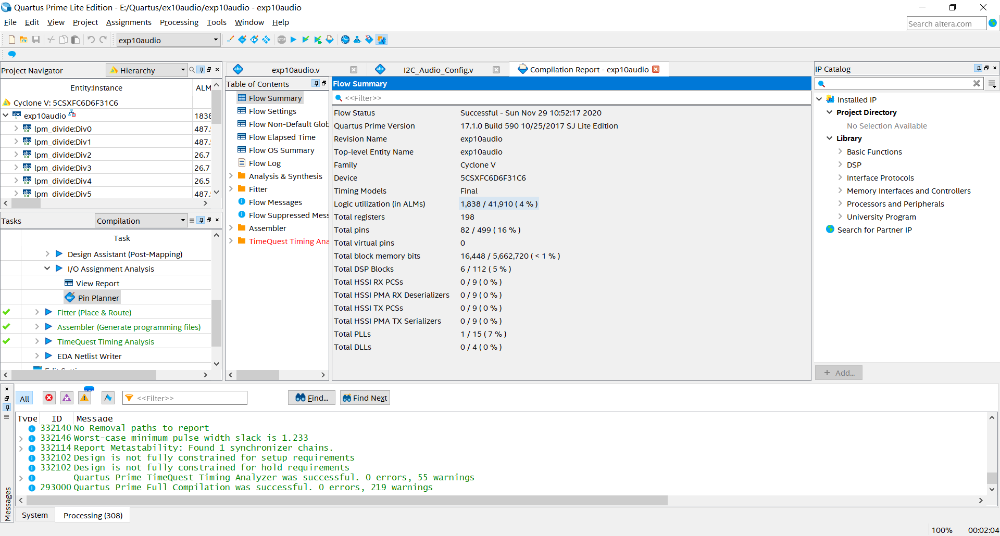 Quartus Prime Lite Edition - E:/Quartus/ex10audio/exp10audio - exp10audio
File Edit View Project Assignments Processing Tools Window Help
Search altera.com
exp10audio
Project Navigator
Hierarchy
Entity:Instance ALM
Cyclone V: 5CSXFC6D6F31C6
exp10audio 1838
lpm_divide:Div0 487.
lpm_divide:Div1 487.
lpm_divide:Div2 26.7
lpm_divide:Div3 26.7
lpm_divide:Div4 26.5
lpm_divide:Div5 487.
Tasks
Compilation
Task
Design Assistant (Post-Mapping)
I/O Assignment Analysis
View Report
Pin Planner
Fitter (Place & Route)
Assembler (Generate programming files)
TimeQuest Timing Analysis
EDA Netlist Writer
exp10audio.v
I2C_Audio_Config.v
Compilation Report - exp10audio
Table of Contents
Flow Summary
Flow Settings
Flow Non-Default Glob
Flow Elapsed Time
Flow OS Summary
Flow Log
Analysis & Synthesis
Fitter
Flow Messages
Flow Suppressed Mess
Assembler
TimeQuest Timing Ana
Flow Summary
<<Filter>>
Flow Status Successful - Sun Nov 29 10:52:17 2020
Quartus Prime Version 17.1.0 Build 590 10/25/2017 SJ Lite Edition
Revision Name exp10audio
Top-level Entity Name exp10audio
Family Cyclone V
Device 5CSXFC6D6F31C6
Timing Models Final
Logic utilization (in ALMs) 1,838 / 41,910 ( 4 % )
Total registers 198
Total pins 82 / 499 ( 16 % )
Total virtual pins 0
Total block memory bits 16,448 / 5,662,720 ( < 1 % )
Total DSP Blocks 6 / 112 ( 5 % )
Total HSSI RX PCSs 0 / 9 ( 0 % )
Total HSSI PMA RX Deserializers 0 / 9 ( 0 % )
Total HSSI TX PCSs 0 / 9 ( 0 % )
Total HSSI PMA TX Serializers 0 / 9 ( 0 % )
Total PLLs 1 / 15 ( 7 % )
Total DLLs 0 / 4 ( 0 % )
IP Catalog
Installed IP
Project Directory
No Selection Available
Library
Basic Functions
DSP
Interface Protocols
Memory Interfaces and Controllers
Processors and Peripherals
University Program
Search for Partner IP
+ Add...
All
<<Filter>>
Find...
Find Next
Type ID Message
332140 No Removal paths to report
332146 Worst-case minimum pulse width slack is 1.233
332114 Report Metastability: Found 1 synchronizer chains.
332102 Design is not fully constrained for setup requirements
332102 Design is not fully constrained for hold requirements
Quartus Prime TimeQuest Timing Analyzer was successful. 0 errors, 55 warnings
293000 Quartus Prime Full Compilation was successful. 0 errors, 219 warnings
Messages
System
Processing (308)
100% 00:02:04